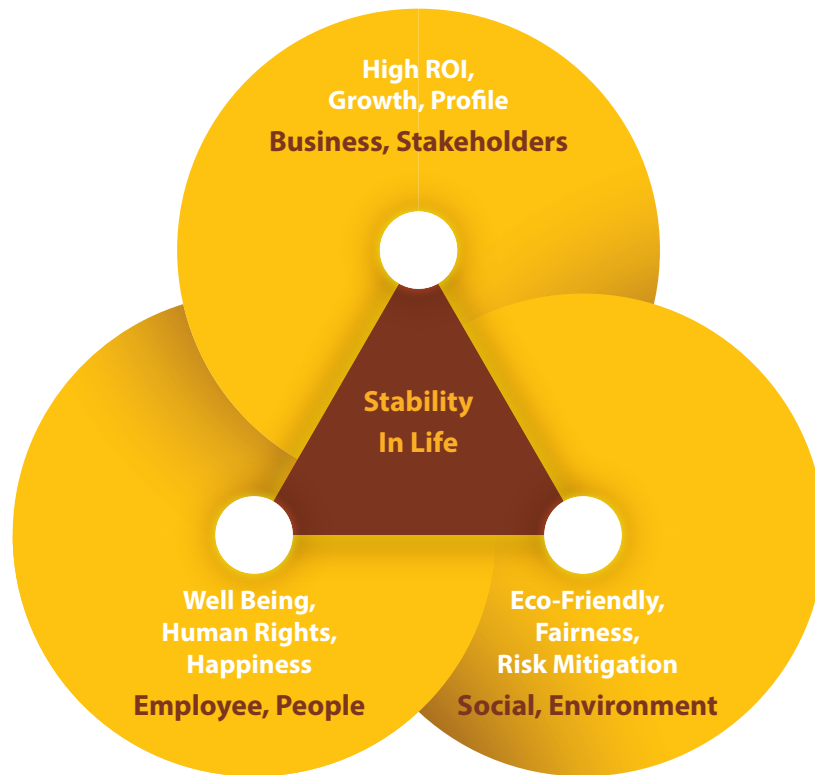 High ROI,
Growth, Profile
Business, Stakeholders
Stability
In Life
Well Being,
Human Rights,
Happiness
Employee, People
Eco-Friendly,
Fairness,
Risk Mitigation
Social, Environment